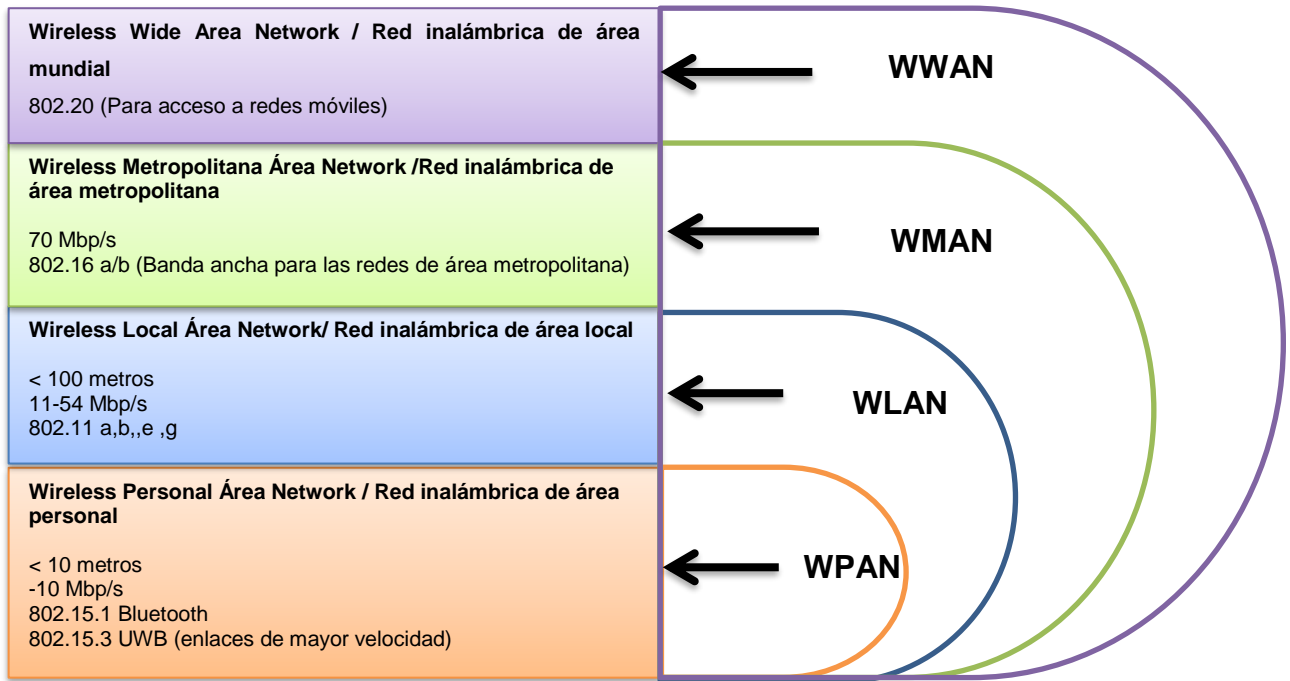 Wireless Wide Area Network / Red inalámbrica de área
mundial
802.20 (Para acceso a redes móviles)
WWAN
Wireless Metropolitana Área Network /Red inalámbrica de
área metropolitana
70 Mbp/s
802.16 a/b (Banda ancha para las redes de área metropolitana)
WMAN
Wireless Local Área Network/ Red inalámbrica de área local
< 100 metros
11-54 Mbp/s
802.11 a,b,,e ,g
WLAN
Wireless Personal Área Network / Red inalámbrica de área
personal
< 10 metros
-10 Mbp/s
802.15.1 Bluetooth
802.15.3 UWB (enlaces de mayor velocidad)
WPAN